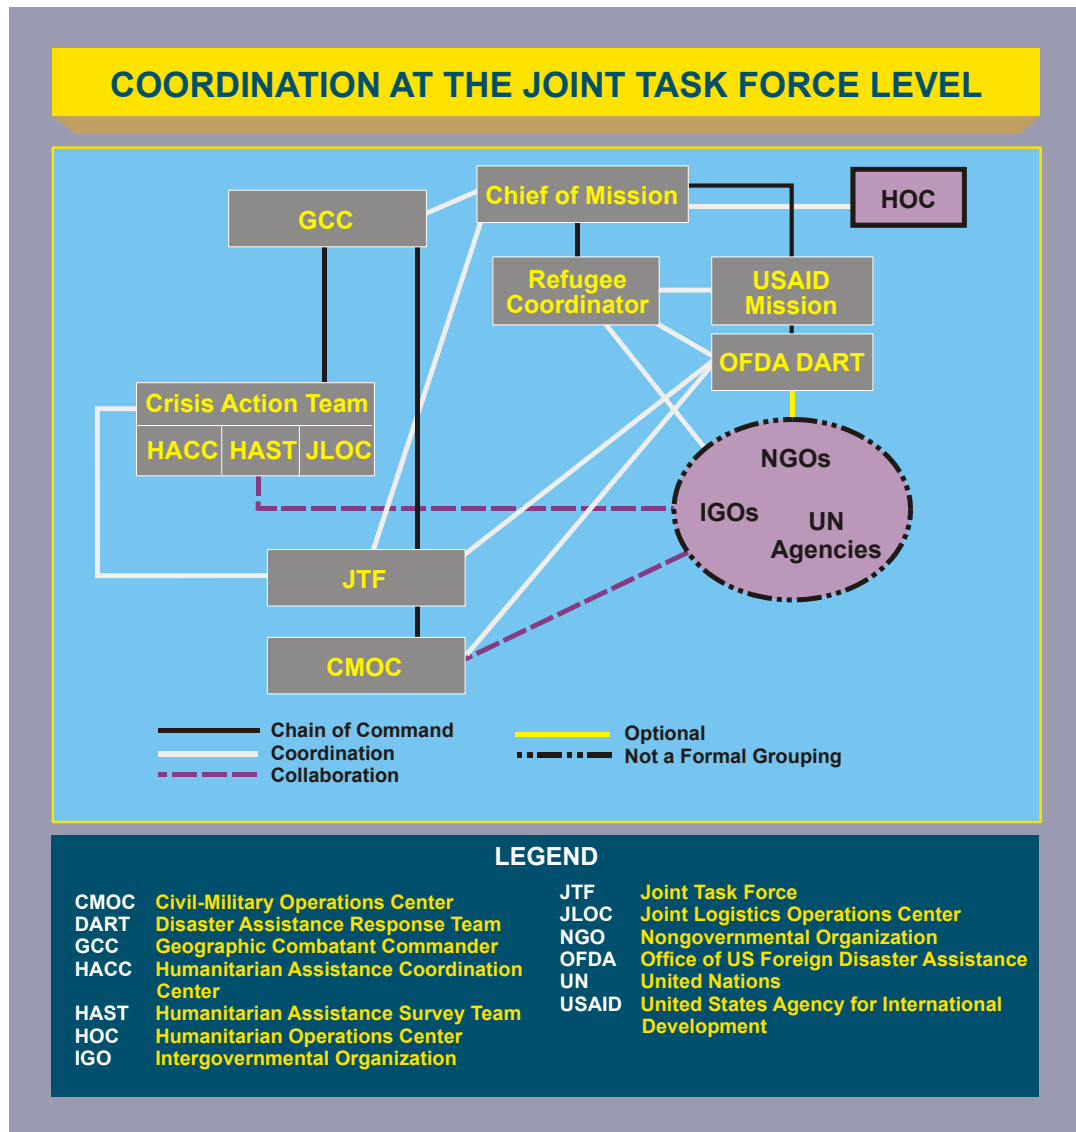 COORDINATION AT THE JOINT TASK FORCE LEVEL
Chief of Mission
HOC
GCC
Refugee
Coordinator
USAID
Mission
OFDA DART
Crisis Action Team
HACC
HAST
JLOC
NGOs
IGOs
UN
Agencies
JTF
CMOC
Chain of Command
Coordination
Collaboration
Optional
Not a Formal Grouping
LEGEND
CMOC Civil-Military Operations Center
DART Disaster Assistance Response Team
GCC Geographic Combatant Commander
HACC Humanitarian Assistance Coordination
Center
HAST Humanitarian Assistance Survey Team
HOC Humanitarian Operations Center
IGO Intergovernmental Organization
JTF Joint Task Force
JLOC Joint Logistics Operations Center
NGO Nongovernmental Organization
OFDA Office of US Foreign Disaster Assistance
UN United Nations
USAID United States Agency for International
Development